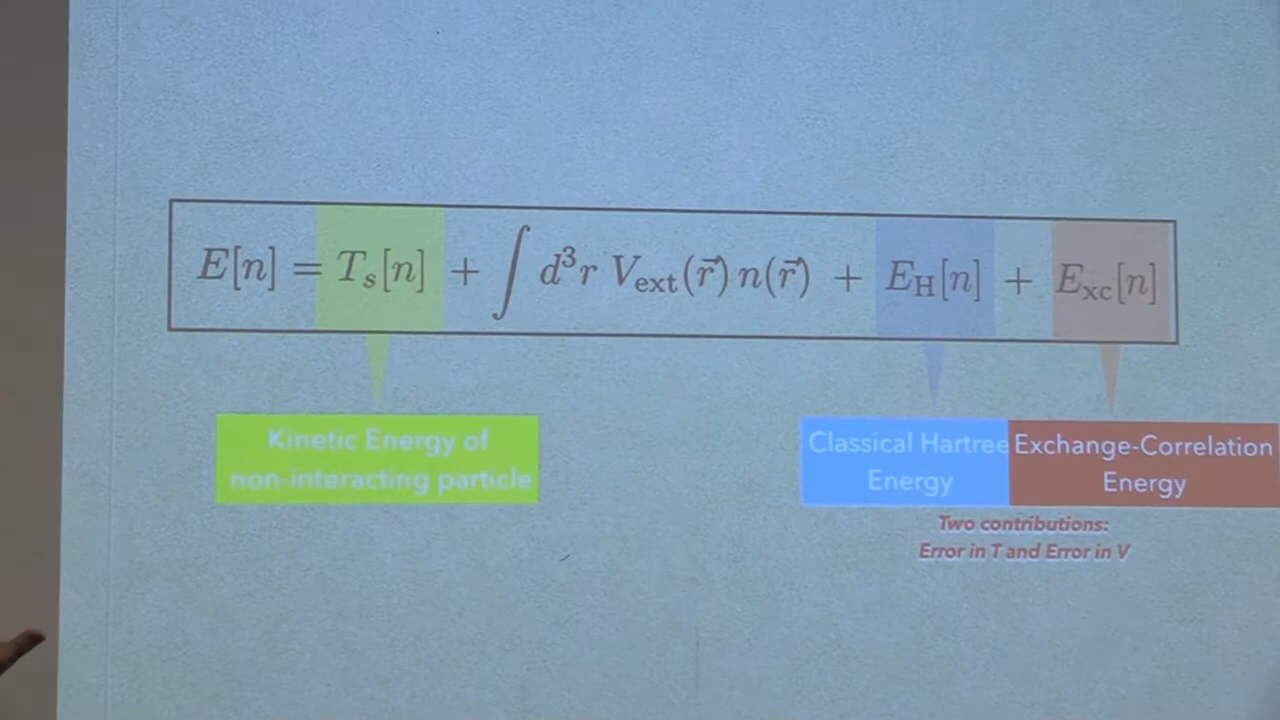 E[n] = T_s[n] + ∫ d³r V_ext(r⃗) n(r⃗) + E_H[n] + E_xc[n]
Kinetic Energy of
non-interacting particle
Classical Hartree
Energy
Exchange-Correlation
Energy
Two contributions:
Error in T and Error in V